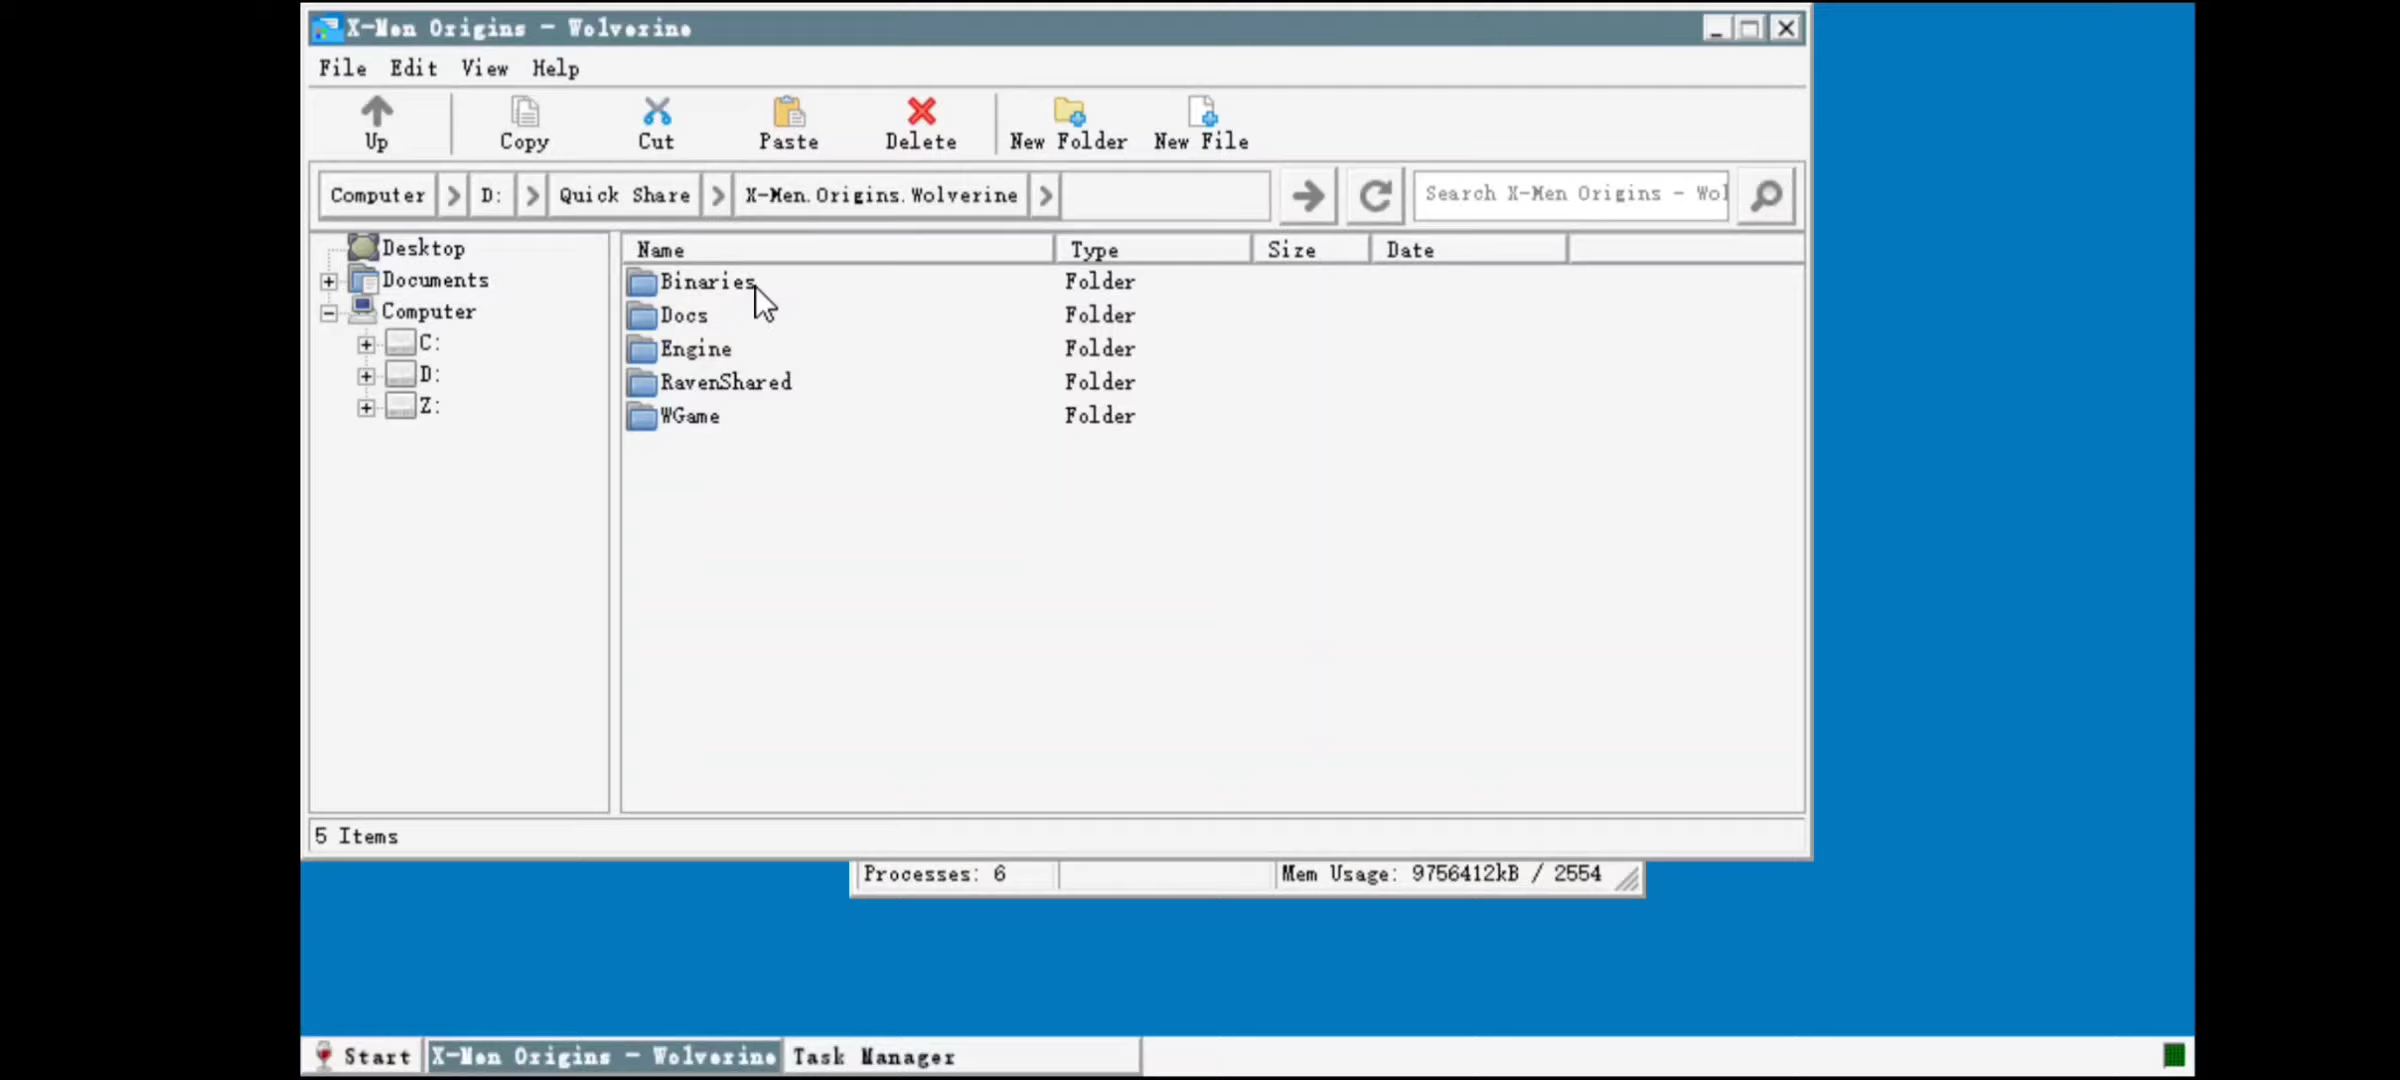 X-Men Origins - Wolverine
File Edit View Help
Up Copy Cut Paste Delete New Folder New File
Computer D: Quick Share X-Men.Origins.Wolverine Search X-Men Origins - Wol
Desktop
Documents
Computer
C:
D:
Z:
Name Type Size Date
Binaries Folder
Docs Folder
Engine Folder
RavenShared Folder
WGame Folder
5 Items
Processes: 6 Mem Usage: 9756412kB / 2554
Start X-Men Origins - Wolverine Task Manager